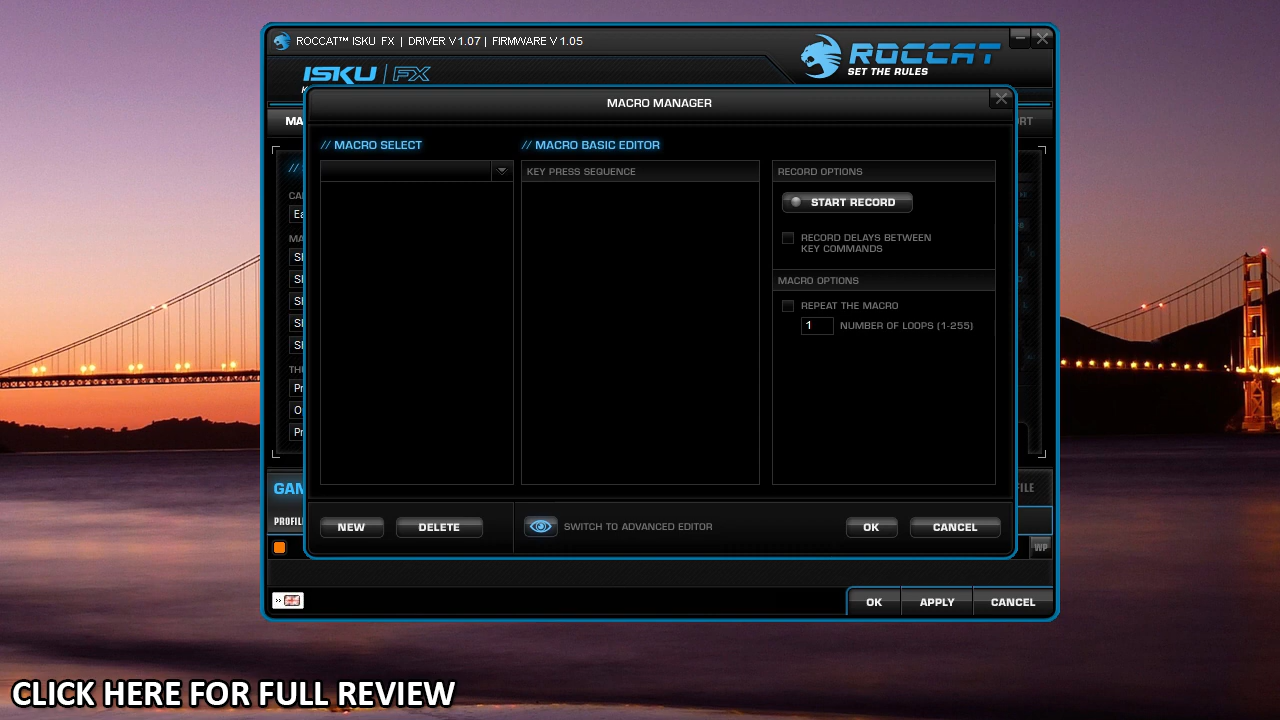 ROCCAT™ ISKU FX | DRIVER V 1.07 | FIRMWARE V 1.05
ISKU | FX
ROCCAT
SET THE RULES
MACRO MANAGER
// MACRO SELECT
// MACRO BASIC EDITOR
KEY PRESS SEQUENCE
RECORD OPTIONS
START RECORD
RECORD DELAYS BETWEEN
KEY COMMANDS
MACRO OPTIONS
REPEAT THE MACRO
1 NUMBER OF LOOPS (1-255)
NEW
DELETE
SWITCH TO ADVANCED EDITOR
OK
CANCEL
WP
OK
APPLY
CANCEL
CLICK HERE FOR FULL REVIEW